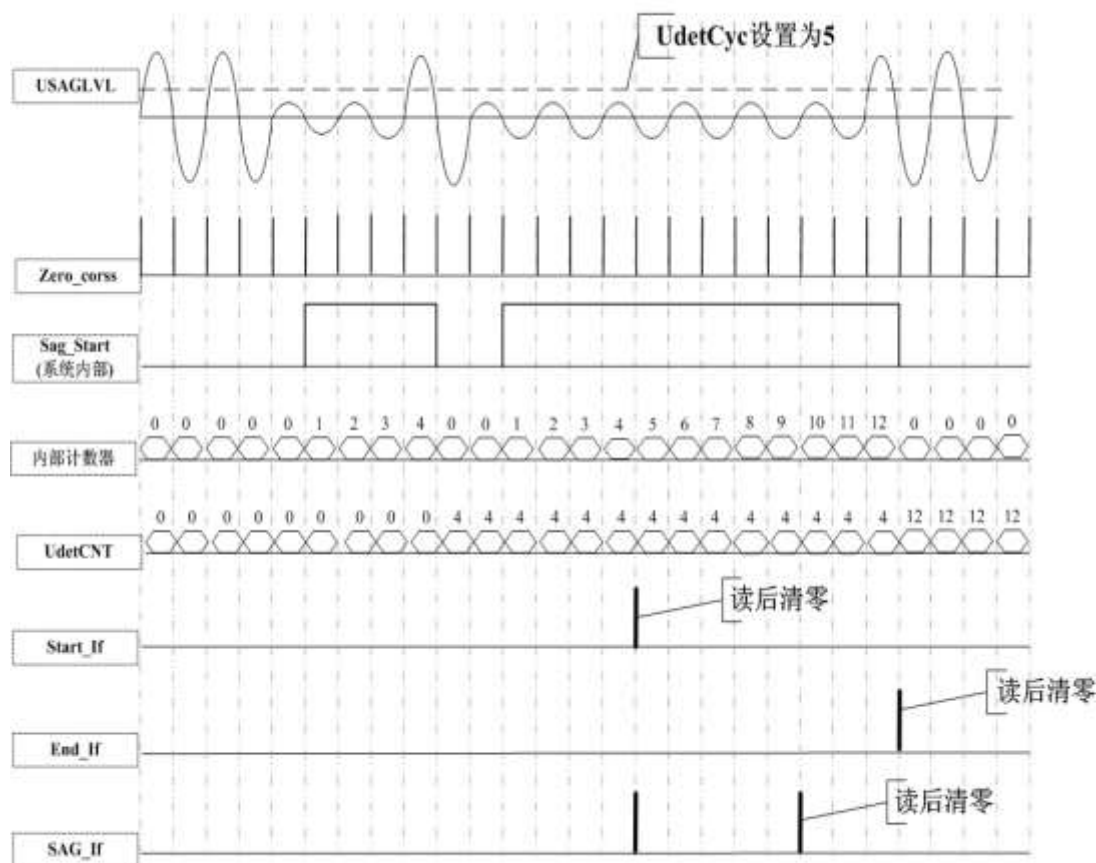 UdetCyc设置为5
USAGLVL
Zero_corss
Sag_Start
(系统内部)
0 0 0 0 0 1 2 3 4 0 0 1 2 3 4 5 6 7 8 9 10 11 12 0 0 0 0
内部计数器
0 0 0 0 0 0 0 0 0 4 4 4 4 4 4 4 4 4 4 4 4 4 4 12 12 12 12
UdetCNT
读后清零
Start_If
读后清零
End_If
读后清零
SAG_If